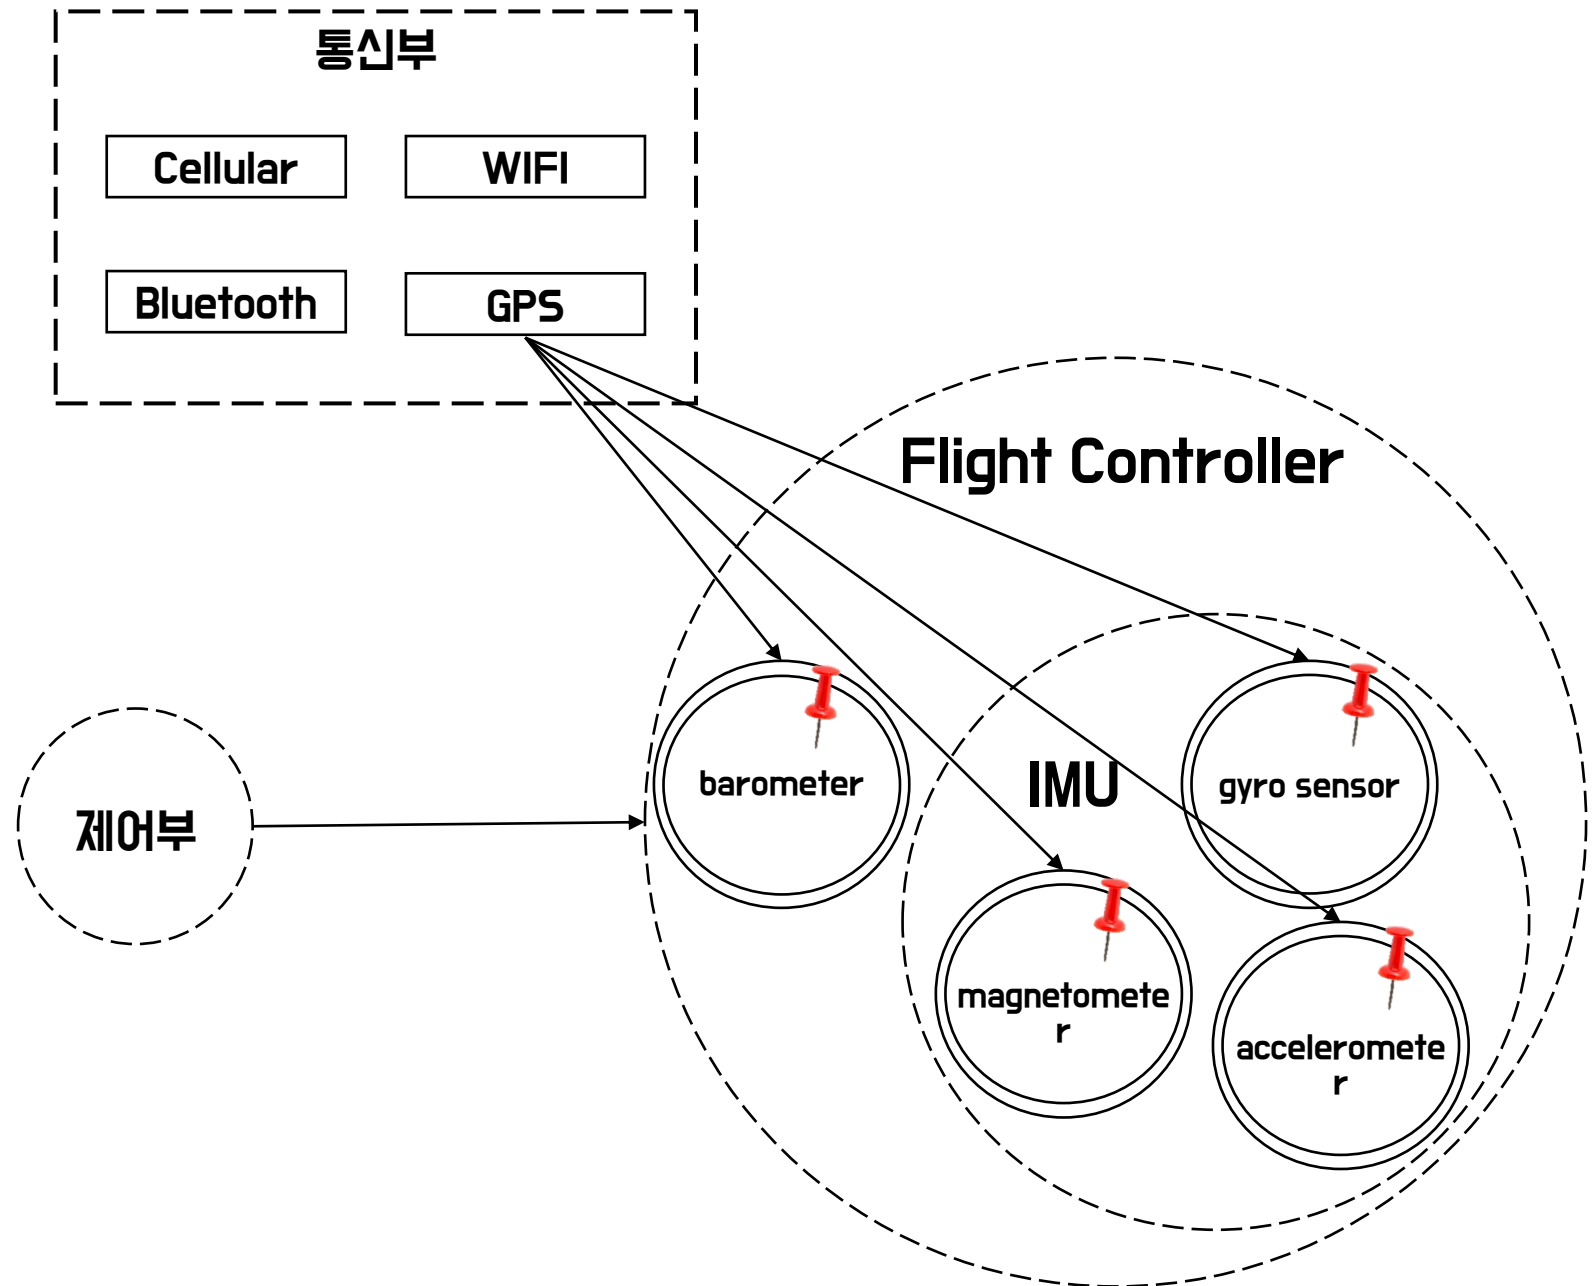 통신부
Cellular
WIFI
Bluetooth
GPS
Flight Controller
barometer
IMU
gyro sensor
제어부
magnetomete
r
acceleromete
r